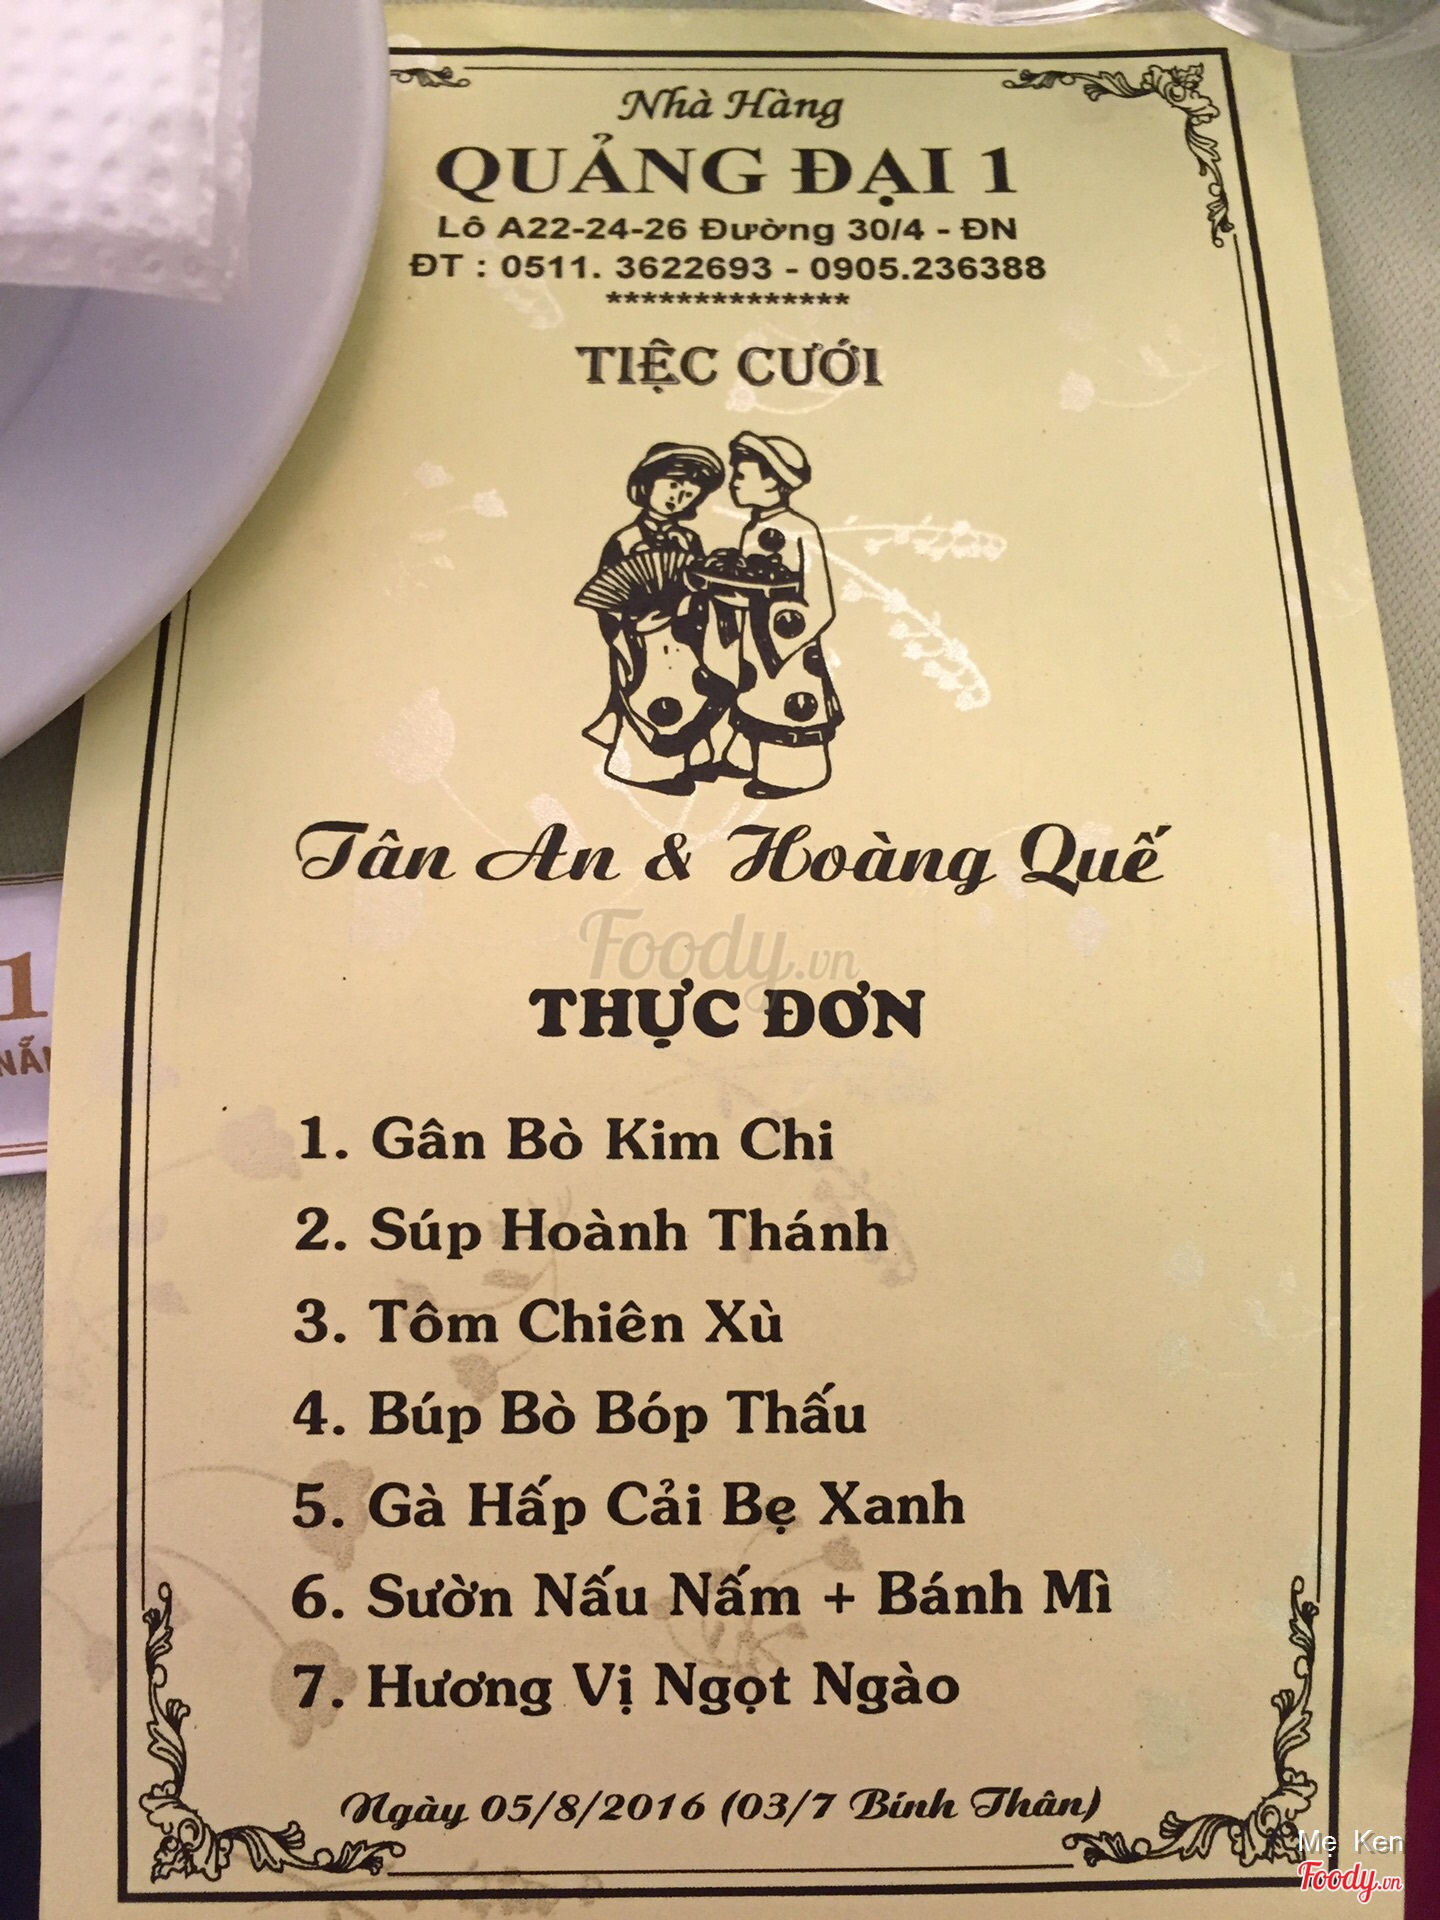 Nhà Hàng
QUẢNG ĐẠI 1
Lô A22-24-26 Đường 30/4 - ĐN
ĐT : 0511. 3622693 - 0905.236388
**************
TIỆC CƯỚI
Tân An & Hoàng Quế
Foody.vn
THỰC ĐƠN
1
1. Gân Bò Kim Chi
2. Súp Hoành Thánh
3. Tôm Chiên Xù
4. Búp Bò Bóp Thấu
5. Gà Hấp Cải Bẹ Xanh
6. Sườn Nấu Nấm + Bánh Mì
7. Hương Vị Ngọt Ngào
Ngày 05/8/2016 (03/7 Bính Thân)
Mẹ Ken
Foody.vn